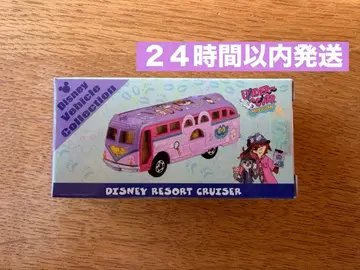 ２４時間以内発送
Disney
Vehicle
Collection
DISNEY RESORT CRUISER